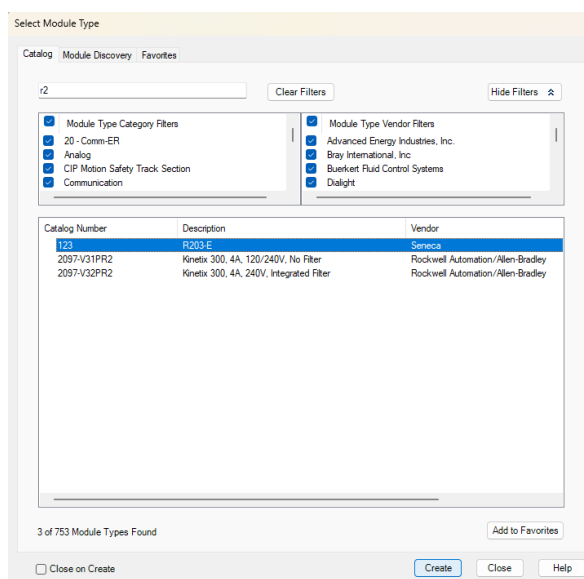 Select Module Type
Catalog Module Discovery Favorites
r2 Clear Filters Hide Filters
Module Type Category Filters Module Type Vendor Filters
20 - Comm-ER Advanced Energy Industries, Inc.
Analog Bray International, Inc
CIP Motion Safety Track Section Buerkert Fluid Control Systems
Communication Dialight
Catalog Number Description Vendor
123 R203-E Seneca
2097-V31PR2 Kinetix 300, 4A, 120/240V, No Filter Rockwell Automation/Allen-Bradley
2097-V32PR2 Kinetix 300, 4A, 240V, Integrated Filter Rockwell Automation/Allen-Bradley
3 of 753 Module Types Found Add to Favorites
Close on Create Create Close Help